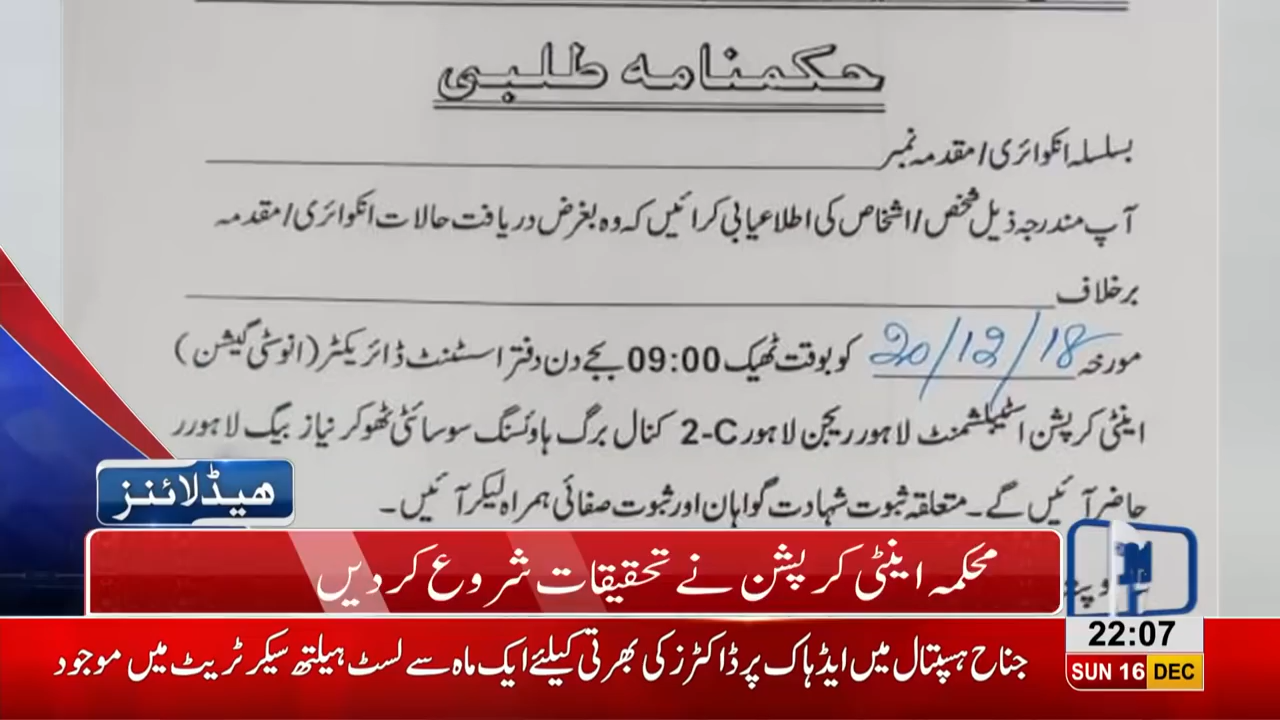 حکمنامہ طلبی
بسلسلہ انکوائری/مقدمہ نمبر
آپ مندرجہ ذیل شخص/اشخاص کی اطلاعیابی کرائیں کہ وہ بغرض دریافت حالات انکوائری/مقدمہ
برخلاف
مورخہ 20/12/18 کو بوقت ٹھیک 09:00 بجے دن دفتر اسسٹنٹ ڈائریکٹر (انوسٹی گیشن)
اینٹی کرپشن اسٹیبلشمنٹ لاہور ریجن لاہور 2-C کنال برگ ہاؤسنگ سوسائٹی ٹھوکر نیاز بیگ لاہور
حاضر آئیں گے۔ متعلقہ ثبوت شہادت گواہان اور ثبوت صفائی ہمراہ لیکر آئیں۔
ھیڈلائنز
محکمہ اینٹی کرپشن نے تحقیقات شروع کردیں
جناح ہسپتال میں ایڈہاک پر ڈاکٹرز کی بھرتی کیلئے ایک ماہ سے لسٹ ہیلتھ سیکرٹریٹ میں موجود
22:07
SUN 16 DEC